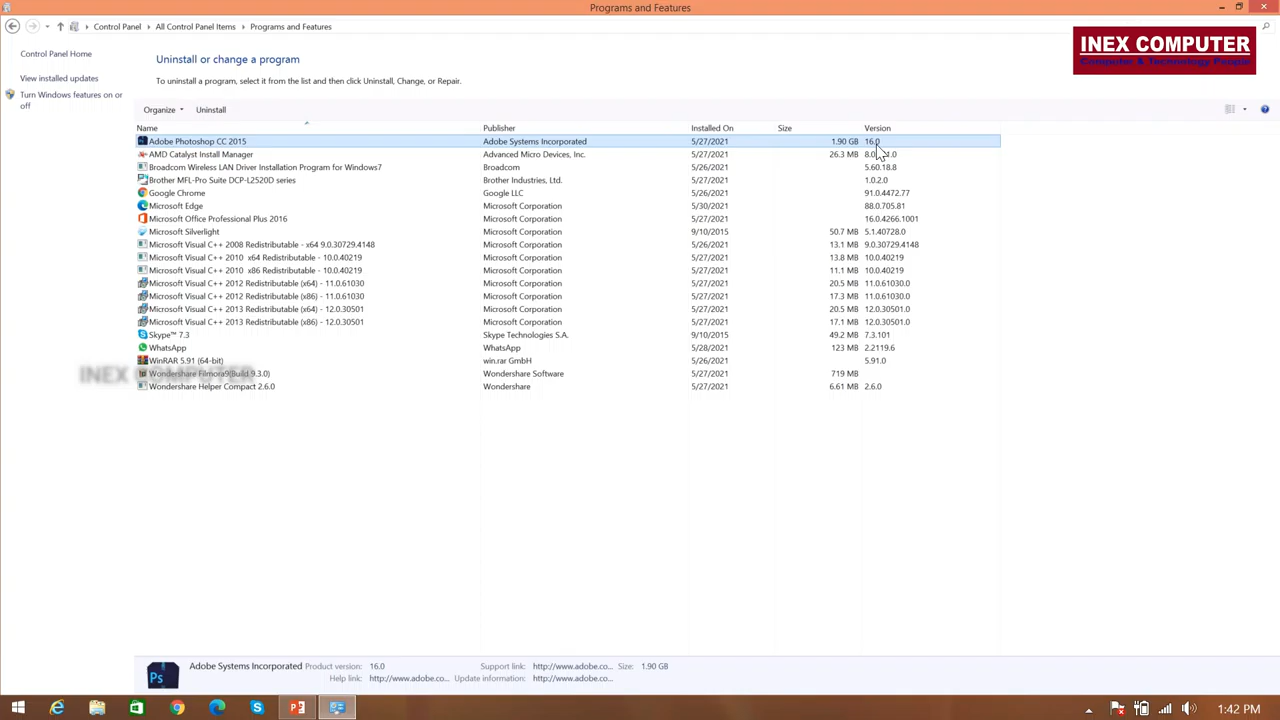 Programs and Features
Control Panel
All Control Panel Items
Programs and Features
INEX COMPUTER
Control Panel Home
View installed updates
Turn Windows features on or
off
Uninstall or change a program
To uninstall a program, select it from the list and then click Uninstall, Change, or Repair.
Organize Uninstall
Name Publisher Installed On Size Version
Adobe Photoshop CC 2015 Adobe Systems Incorporated 5/27/2021 1.90 GB 16.0
AMD Catalyst Install Manager Advanced Micro Devices, Inc. 5/27/2021 26.3 MB
Broadcom Wireless LAN Driver Installation Program for Windows7 Broadcom 5/26/2021 5.60.18.8
Brother MFL-Pro Suite DCP-L2520D series Brother Industries, Ltd. 5/27/2021 1.0.2.0
Google Chrome Google LLC 5/26/2021 91.0.4472.77
Microsoft Edge Microsoft Corporation 5/30/2021 88.0.705.81
Microsoft Office Professional Plus 2016 Microsoft Corporation 5/27/2021 16.0.4266.1001
Microsoft Silverlight Microsoft Corporation 9/10/2015 50.7 MB 5.1.40728.0
Microsoft Visual C++ 2008 Redistributable - x64 9.0.30729.4148 Microsoft Corporation 5/26/2021 13.1 MB 9.0.30729.4148
Microsoft Visual C++ 2010 x64 Redistributable - 10.0.40219 Microsoft Corporation 5/27/2021 13.8 MB 10.0.40219
Microsoft Visual C++ 2010 x86 Redistributable - 10.0.40219 Microsoft Corporation 5/27/2021 11.1 MB 10.0.40219
Microsoft Visual C++ 2012 Redistributable (x64) - 11.0.61030 Microsoft Corporation 5/27/2021 20.5 MB 11.0.61030.0
Microsoft Visual C++ 2012 Redistributable (x86) - 11.0.61030 Microsoft Corporation 5/27/2021 17.3 MB 11.0.61030.0
Microsoft Visual C++ 2013 Redistributable (x64) - 12.0.30501 Microsoft Corporation 5/27/2021 20.5 MB 12.0.30501.0
Microsoft Visual C++ 2013 Redistributable (x86) - 12.0.30501 Microsoft Corporation 5/27/2021 17.1 MB 12.0.30501.0
Skype™ 7.3 Skype Technologies S.A. 9/10/2015 49.2 MB 7.3.101
WhatsApp WhatsApp 5/28/2021 123 MB 2.2119.6
WinRAR 5.91 (64-bit) win.rar GmbH 5/26/2021 5.91.0
INEX COMPUTER
Wondershare Filmora9(Build 9.3.0) Wondershare Software 5/27/2021 719 MB
Wondershare Helper Compact 2.6.0 Wondershare 5/27/2021 6.61 MB 2.6.0
Ps
Adobe Systems Incorporated Product version: 16.0 Support link: http://www.adobe.co... Size: 1.90 GB
Help link: http://www.adobe.co... Update information: http://www.adobe.co...
1:42 PM